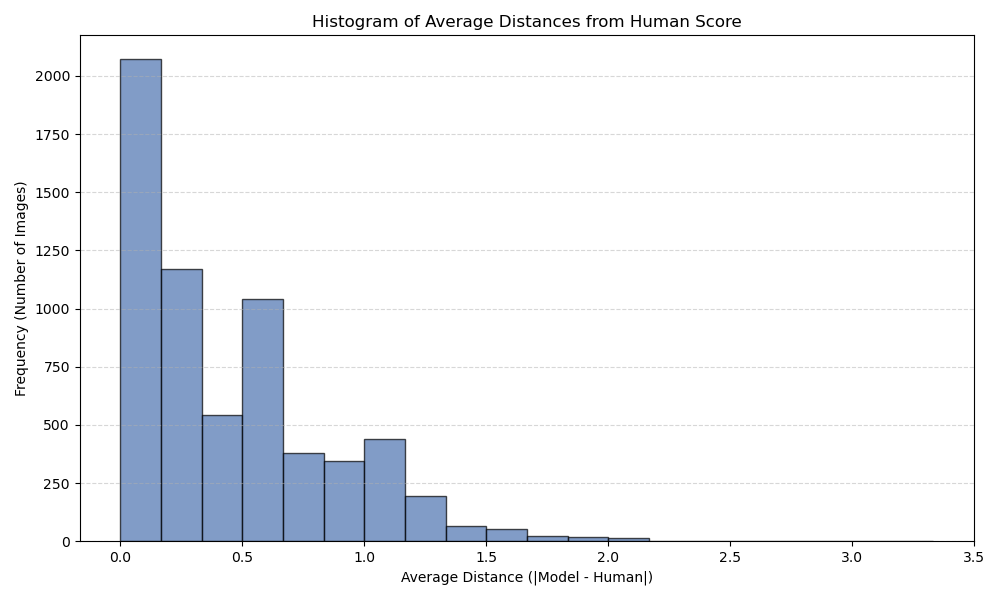 Histogram of Average Distances from Human Score
Frequency (Number of Images)
2000
1750
1500
1250
1000
750
500
250
0
0.0 0.5 1.0 1.5 2.0 2.5 3.0 3.5
Average Distance (|Model - Human|)